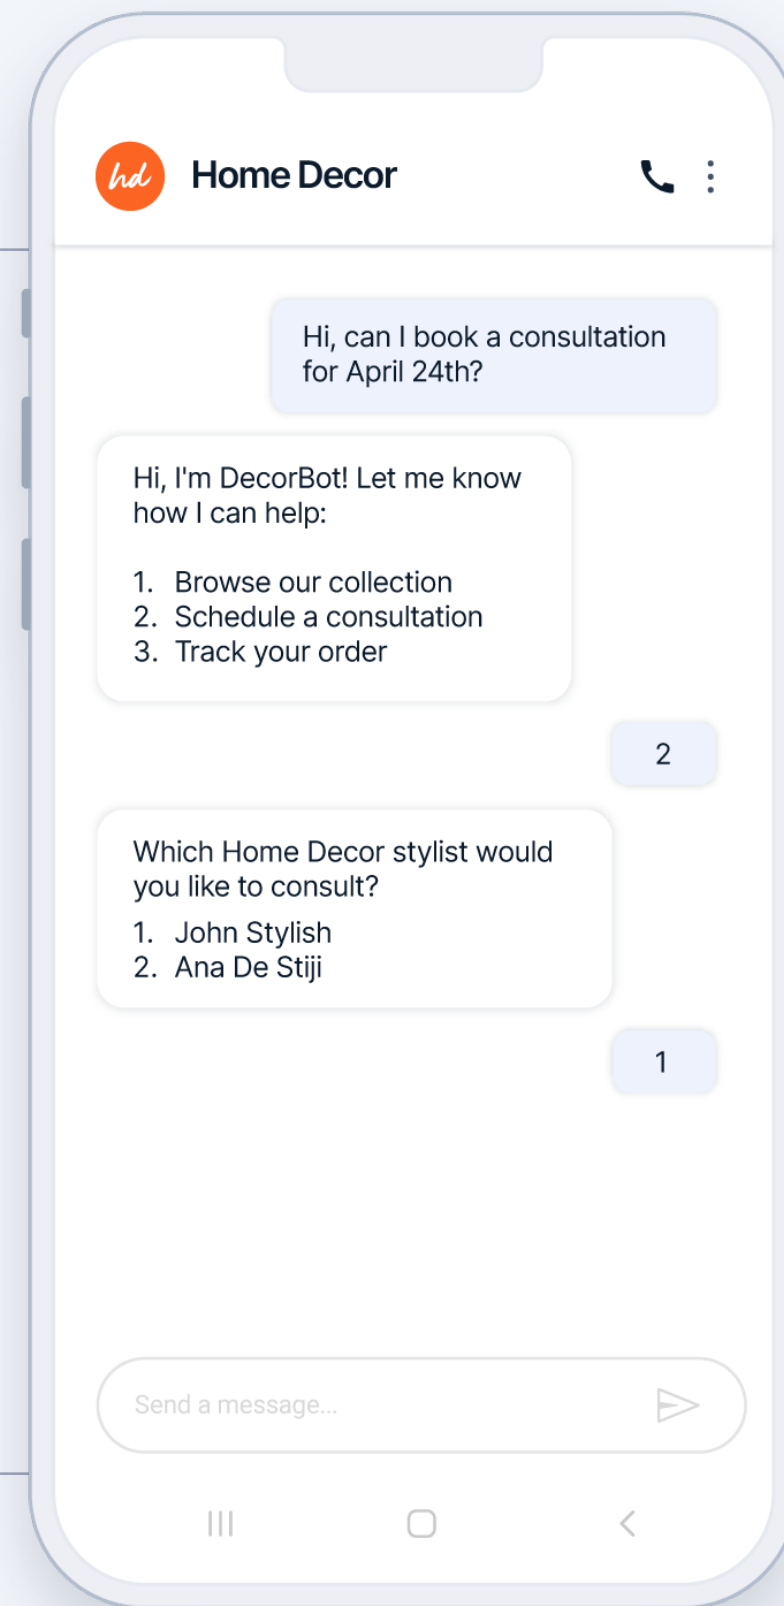 hd
Home Decor
Hi, can I book a consultation
for April 24th?
Hi, I'm DecorBot! Let me know
how I can help:
1. Browse our collection
2. Schedule a consultation
3. Track your order
2
Which Home Decor stylist would
you like to consult?
1. John Stylish
2. Ana De Stiji
1
Send a message...